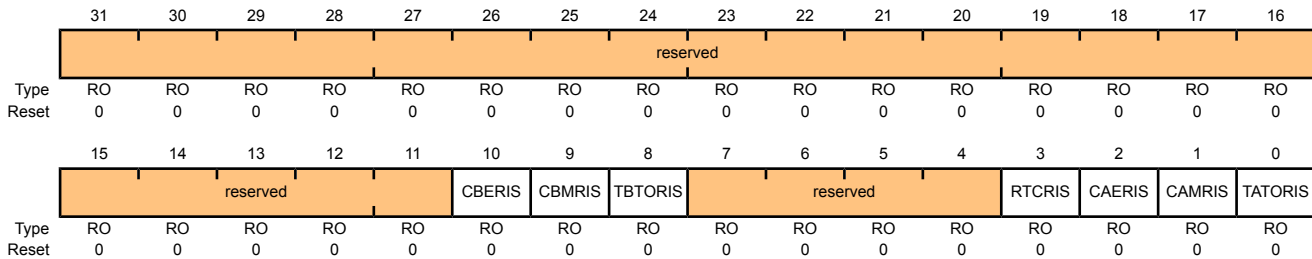 31 30 29 28 27 26 25 24 23 22 21 20 19 18 17 16
reserved
Type RO RO RO RO RO RO RO RO RO RO RO RO RO RO RO RO
Reset 0 0 0 0 0 0 0 0 0 0 0 0 0 0 0 0
15 14 13 12 11 10 9 8 7 6 5 4 3 2 1 0
reserved CBERIS CBMRIS TBTORIS reserved RTCRIS CAERIS CAMRIS TATORIS
Type RO RO RO RO RO RO RO RO RO RO RO RO RO RO RO RO
Reset 0 0 0 0 0 0 0 0 0 0 0 0 0 0 0 0